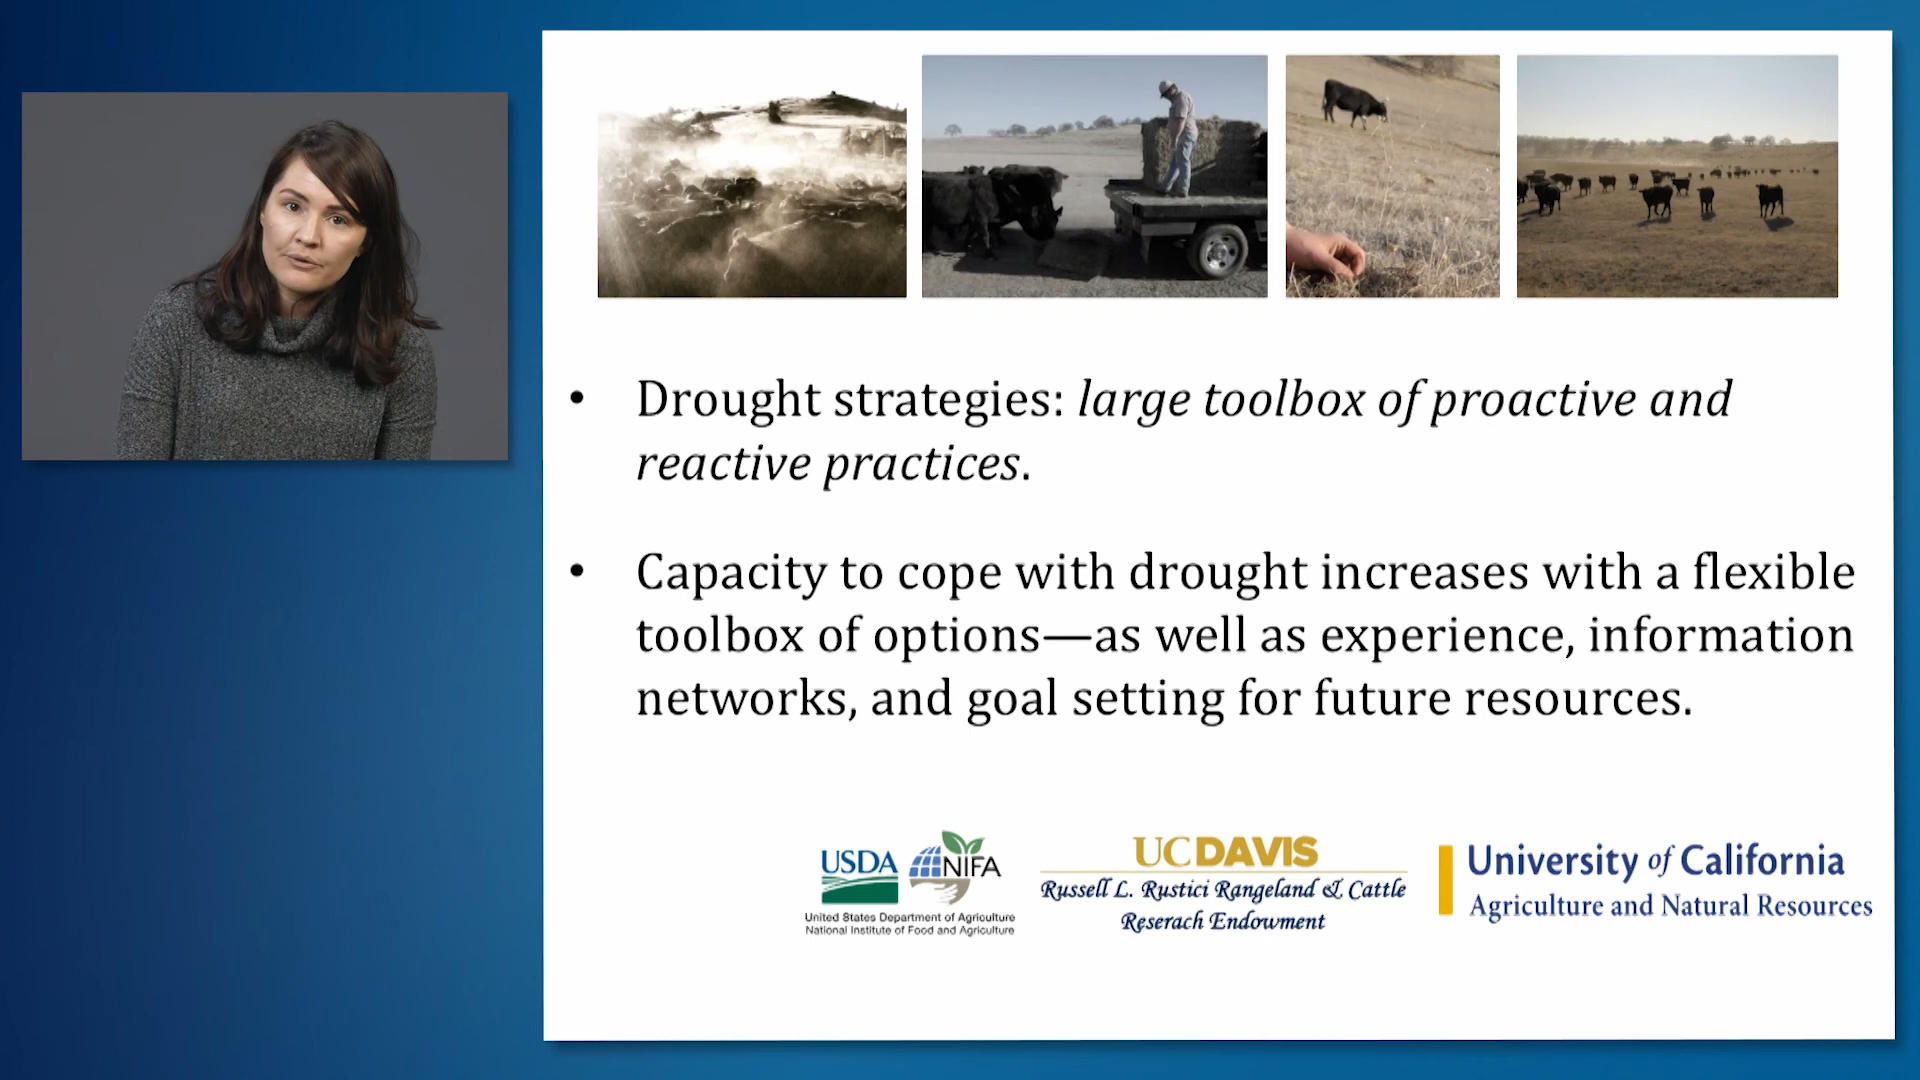 • Drought strategies: large toolbox of proactive and
reactive practices.
• Capacity to cope with drought increases with a flexible
toolbox of options—as well as experience, information
networks, and goal setting for future resources.
USDA NIFA
United States Department of Agriculture
National Institute of Food and Agriculture
UCDAVIS
Russell L. Rustici Rangeland & Cattle
Reserach Endowment
University of California
Agriculture and Natural Resources